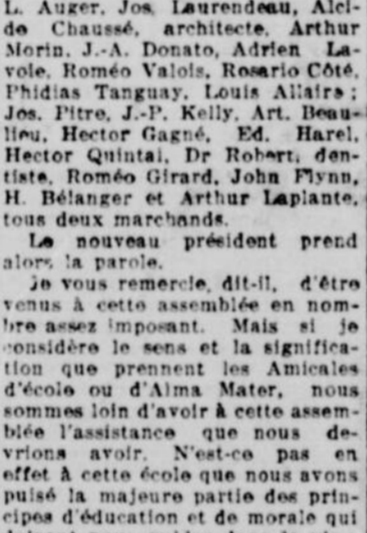 L. Auger, Jos. Laurendeau, Alci-
de Chaussé, architecte, Arthur
Morin, J.-A. Donato, Adrien La-
voie, Roméo Valois, Rosario Côté,
Phidias Tanguay, Louis Allaire;
Jos. Pitre, J.-P. Kelly, Art. Beau-
lieu, Hector Gagné, Ed. Harel,
Hector Quintal, Dr Robert, den-
tiste, Roméo Girard, John Flynn,
H. Bélanger et Arthur Laplante,
tous deux marchands.
Le nouveau président prend
alors la parole.
Je vous remercie, dit-il, d'être
venus à cette assemblée en nom-
bre assez imposant. Mais si je
considère le sens et la significa-
tion que prennent les Amicales
d'école ou d'Alma Mater, nous
sommes loin d'avoir à cette assem-
blée l'assistance que nous de-
vrions avoir. N'est-ce pas en
effet à cette école que nous avons
puisé la majeure partie des prin-
cipes d'éducation et de morale qui